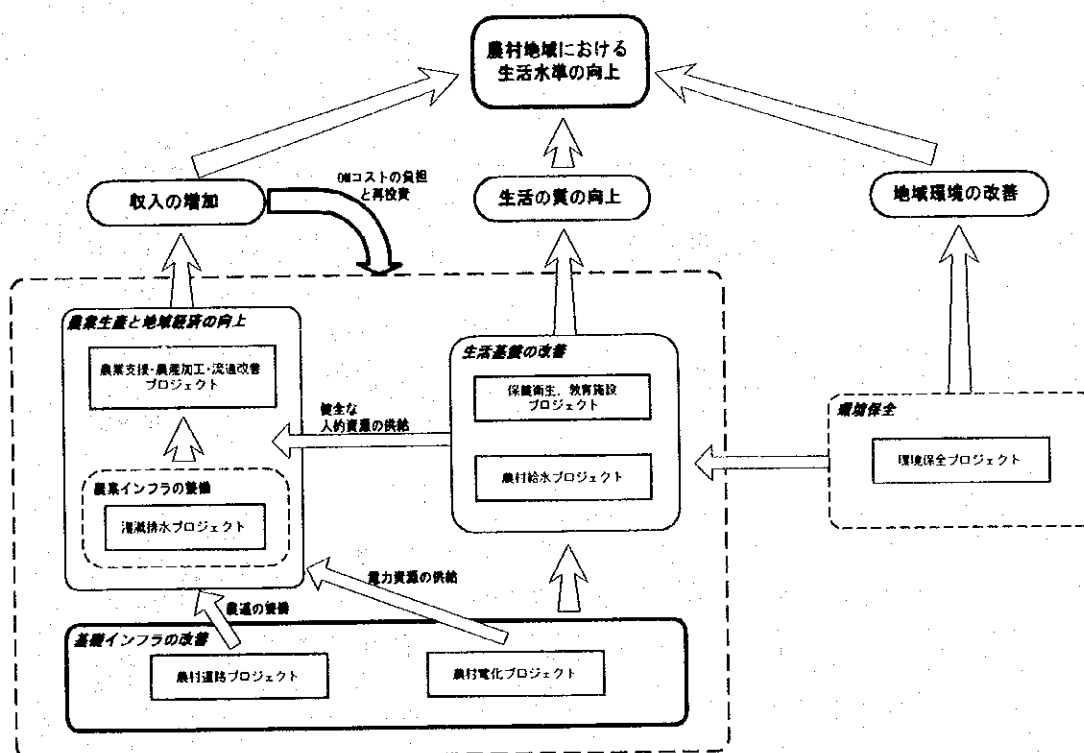 農村地域における
生活水準の向上
OMコストの負担
と再投資
収入の増加
生活の質の向上
地域環境の改善
農業生産と地域経済の向上
農業支援・農産加工・流通改善
プロジェクト
健全な
人的資源の供給
農業インフラの整備
灌漑排水プロジェクト
生活基盤の改善
保健衛生、教育施設
プロジェクト
農村給水プロジェクト
環境保全
環境保全プロジェクト
電力資源の供給
農道の整備
基礎インフラの改善
農村道路プロジェクト
農村電化プロジェクト